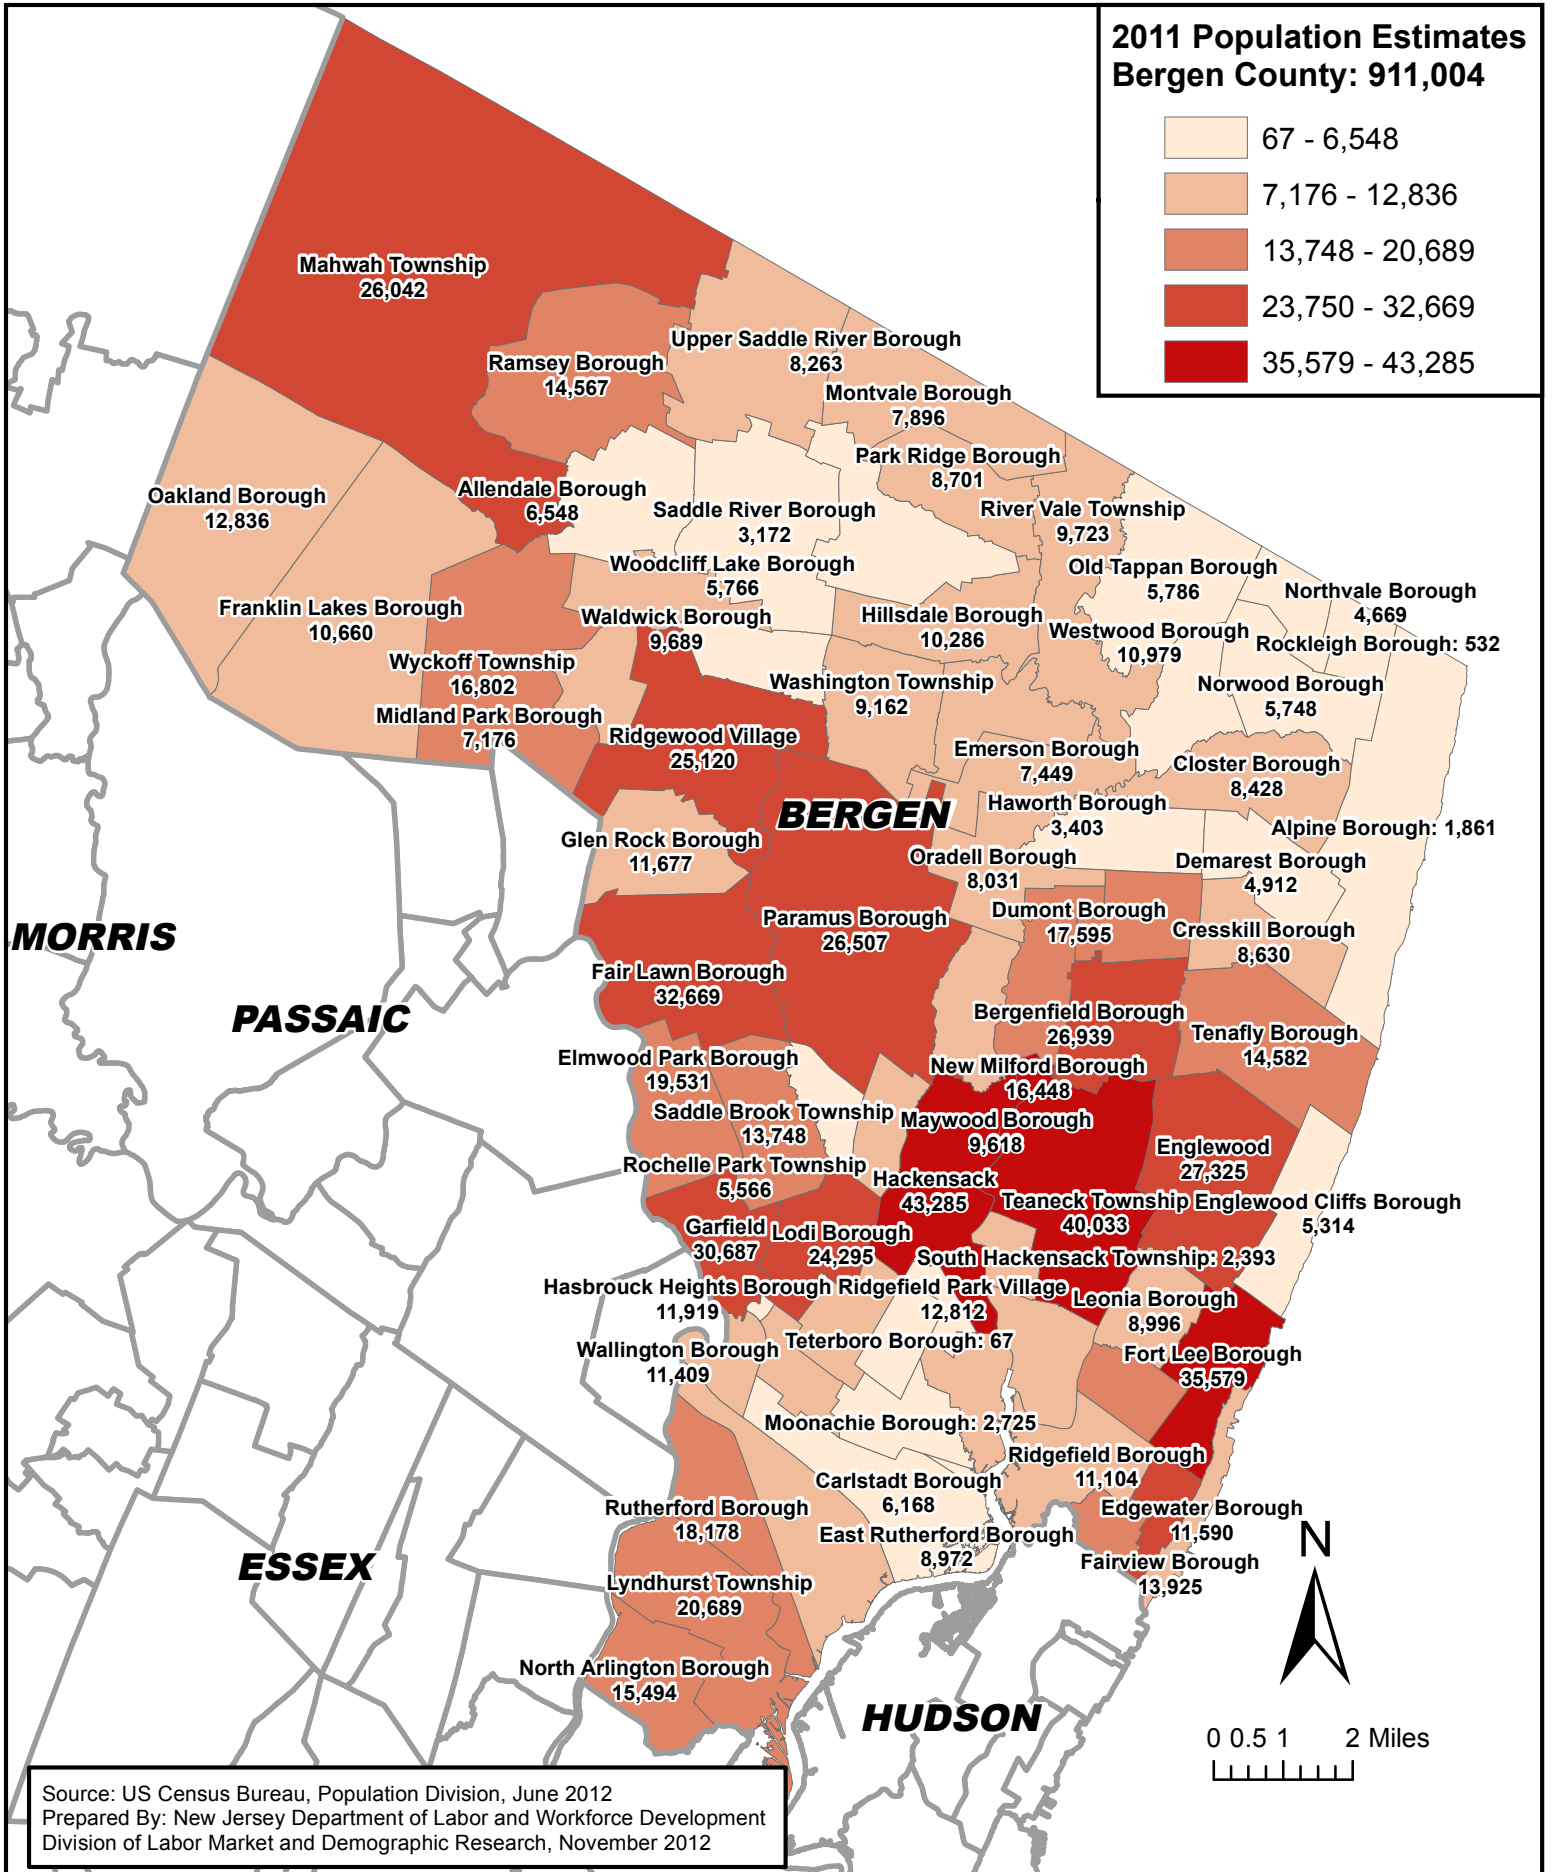 2011 Population Estimates
Bergen County: 911,004
67 - 6,548
7,176 - 12,836
13,748 - 20,689
23,750 - 32,669
35,579 - 43,285
Mahwah Township
26,042
Upper Saddle River Borough
8,263
Ramsey Borough
14,567
Montvale Borough
7,896
Park Ridge Borough
8,701
Allendale Borough
6,548
Oakland Borough
12,836
Saddle River Borough
3,172
River Vale Township
9,723
Woodcliff Lake Borough
5,766
Old Tappan Borough
5,786
Northvale Borough
4,669
Franklin Lakes Borough
10,660
Waldwick Borough
9,689
Hillsdale Borough
10,286
Westwood Borough
10,979
Rockleigh Borough: 532
Wyckoff Township
16,802
Washington Township
9,162
Norwood Borough
5,748
Midland Park Borough
7,176
Ridgewood Village
25,120
Emerson Borough
7,449
Closter Borough
8,428
BERGEN
Haworth Borough
3,403
Alpine Borough: 1,861
Glen Rock Borough
11,677
Oradell Borough
8,031
Demarest Borough
4,912
Paramus Borough
26,507
Dumont Borough
17,595
Cresskill Borough
8,630
MORRIS
Fair Lawn Borough
32,669
PASSAIC
Bergenfield Borough
26,939
Tenafly Borough
14,582
Elmwood Park Borough
19,531
New Milford Borough
16,448
Saddle Brook Township
13,748
Maywood Borough
9,618
Englewood
27,325
Rochelle Park Township
5,566
Hackensack
43,285
Teaneck Township
40,033
Englewood Cliffs Borough
5,314
Garfield
30,687
Lodi Borough
24,295
South Hackensack Township: 2,393
Hasbrouck Heights Borough
11,919
Ridgefield Park Village
12,812
Leonia Borough
8,996
Teterboro Borough: 67
Wallington Borough
11,409
Fort Lee Borough
35,579
Moonachie Borough: 2,725
Ridgefield Borough
11,104
Carlstadt Borough
6,168
Rutherford Borough
18,178
Edgewater Borough
11,590
East Rutherford Borough
8,972
Fairview Borough
13,925
ESSEX
Lyndhurst Township
20,689
North Arlington Borough
15,494
HUDSON
N
0 0.5 1 2 Miles
Source: US Census Bureau, Population Division, June 2012
Prepared By: New Jersey Department of Labor and Workforce Development
Division of Labor Market and Demographic Research, November 2012